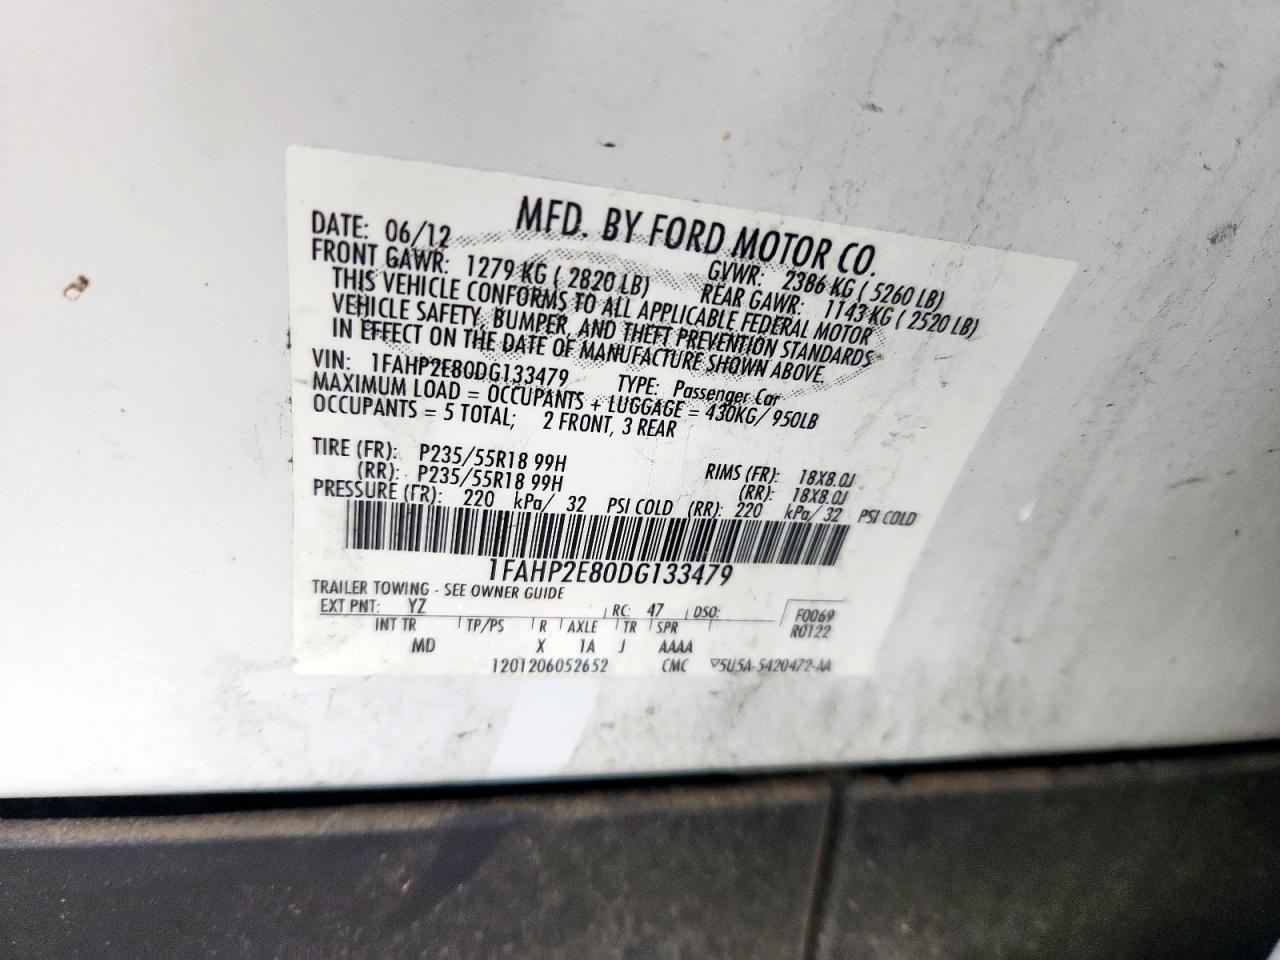 MFD. BY FORD MOTOR CO.
DATE: 06/12 GVWR: 2386 KG ( 5260 LB)
FRONT GAWR: 1279 KG ( 2820 LB) REAR GAWR: 1143 KG ( 2520 LB)
THIS VEHICLE CONFORMS TO ALL APPLICABLE FEDERAL MOTOR
VEHICLE SAFETY, BUMPER, AND THEFT PREVENTION STANDARDS
IN EFFECT ON THE DATE OF MANUFACTURE SHOWN ABOVE.
VIN: 1FAHP2E80DG133479 TYPE: Passenger Car
MAXIMUM LOAD = OCCUPANTS + LUGGAGE = 430KG/ 950LB
OCCUPANTS = 5 TOTAL; 2 FRONT, 3 REAR
TIRE (FR): P235/55R18 99H RIMS (FR): 18X8.0J
(RR): P235/55R18 99H (RR): 18X8.0J
PRESSURE (FR): 220 kPa/ 32 PSI COLD (RR): 220 kPa/ 32 PSI COLD
1FAHP2E80DG133479
TRAILER TOWING - SEE OWNER GUIDE
EXT PNT: YZ RC: 47 DSO: F0069
INT TR TP/PS R AXLE TR SPR R0122
MD X 1A J AAAA
1201206052652 CMC ▽5U5A-5420472-AA